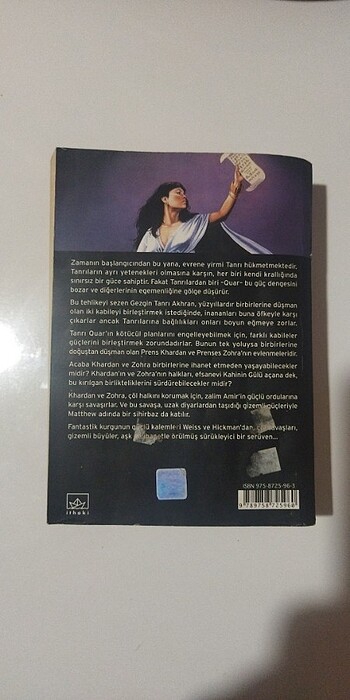 Zamanın başlangıcından bu yana, evrene yirmi Tanrı hükmetmektedir.
Tanrıların ayrı yetenekleri olmasına karşın, her biri kendi krallığında
sınırsız bir güce sahiptir. Fakat Tanrılardan biri -Quar- bu güç dengesini
bozar ve diğerlerinin egemenliğine gölge düşürür.
Bu tehlikeyi sezen Gezgin Tanrı Akhran, yüzyıllardır birbirlerine düşman
olan iki kabileyi birleştirmek istediğinde, inananları buna öfkeyle karşı
çıkarlar ancak Tanrılarına bağlılıkları onları boyun eğmeye zorlar.
Tanrı Quar'ın kötücül planlarını engelleyebilmek için, farklı kabileler
güçlerini birleştirmek zorundadırlar. Bunun tek yoluysa birbirlerine
doğuştan düşman olan Prens Khardan ve Prenses Zohra'nın evlenmeleridir.
Acaba Khardan ve Zohra birbirlerine ihanet etmeden yaşayabilecekler
midir? Khardan'ın ve Zohra'nın halkları, efsanevi Kahinin Gülü açana dek,
bu kırılgan birlikteliklerini sürdürebilecekler midir?
Khardan ve Zohra, çöl halkını korumak için, zalim Amir'in güçlü ordularına
karşı savaşırlar. Ve bu savaşa, uzak diyarlardan taşıdığı gizemli güçleriyle
Matthew adında bir sihirbaz da katılır.
Fantastik kurgunun güçlü kalemleri Weiss ve Hickman'dan,
gizemli büyüler, aşk örülmüş sürükleyici bir serüven...
ithaki
ISBN 975-8725-96-3
9 789758 725960